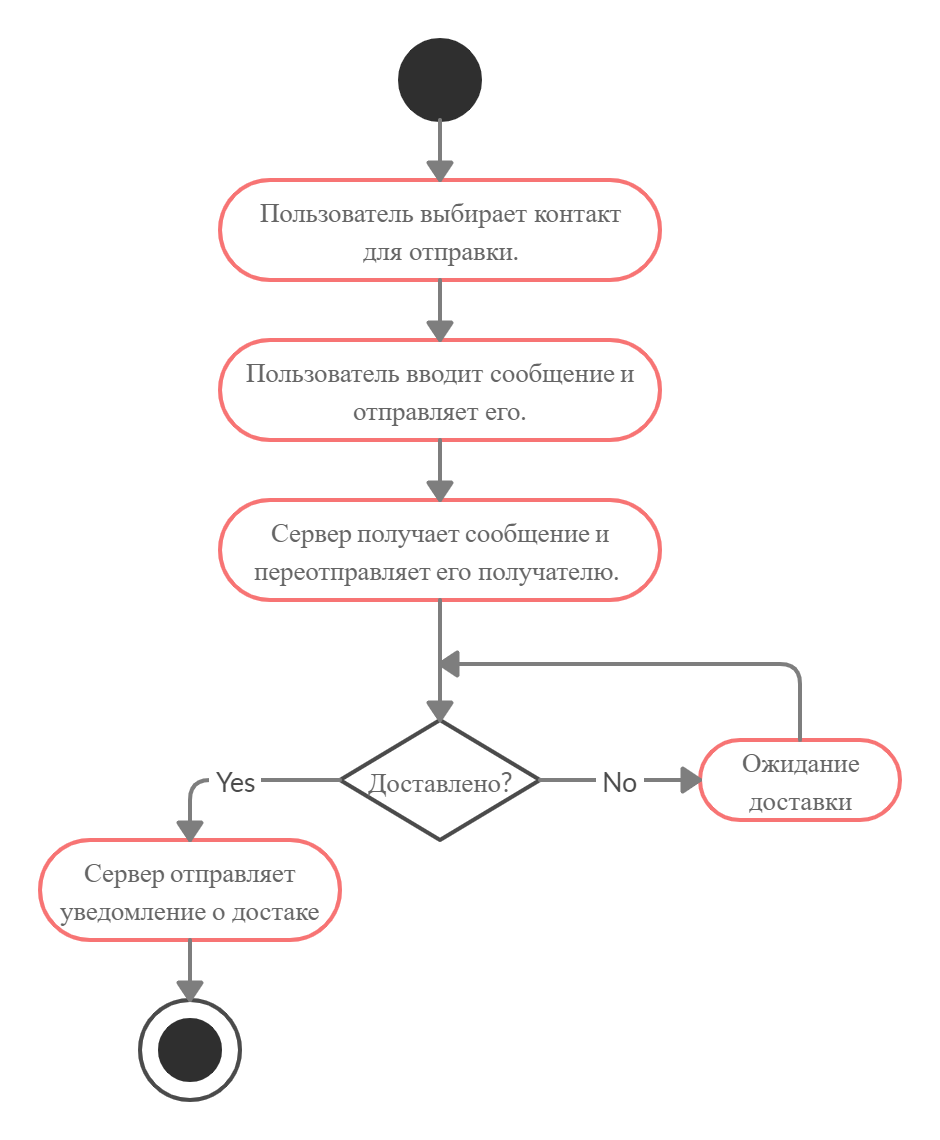 Пользователь выбирает контакт
для отправки.
Пользователь вводит сообщение и
отправляет его.
Сервер получает сообщение и
переотправляет его получателю.
Доставлено?
Yes
No
Ожидание
доставки
Сервер отправляет
уведомление о достаке